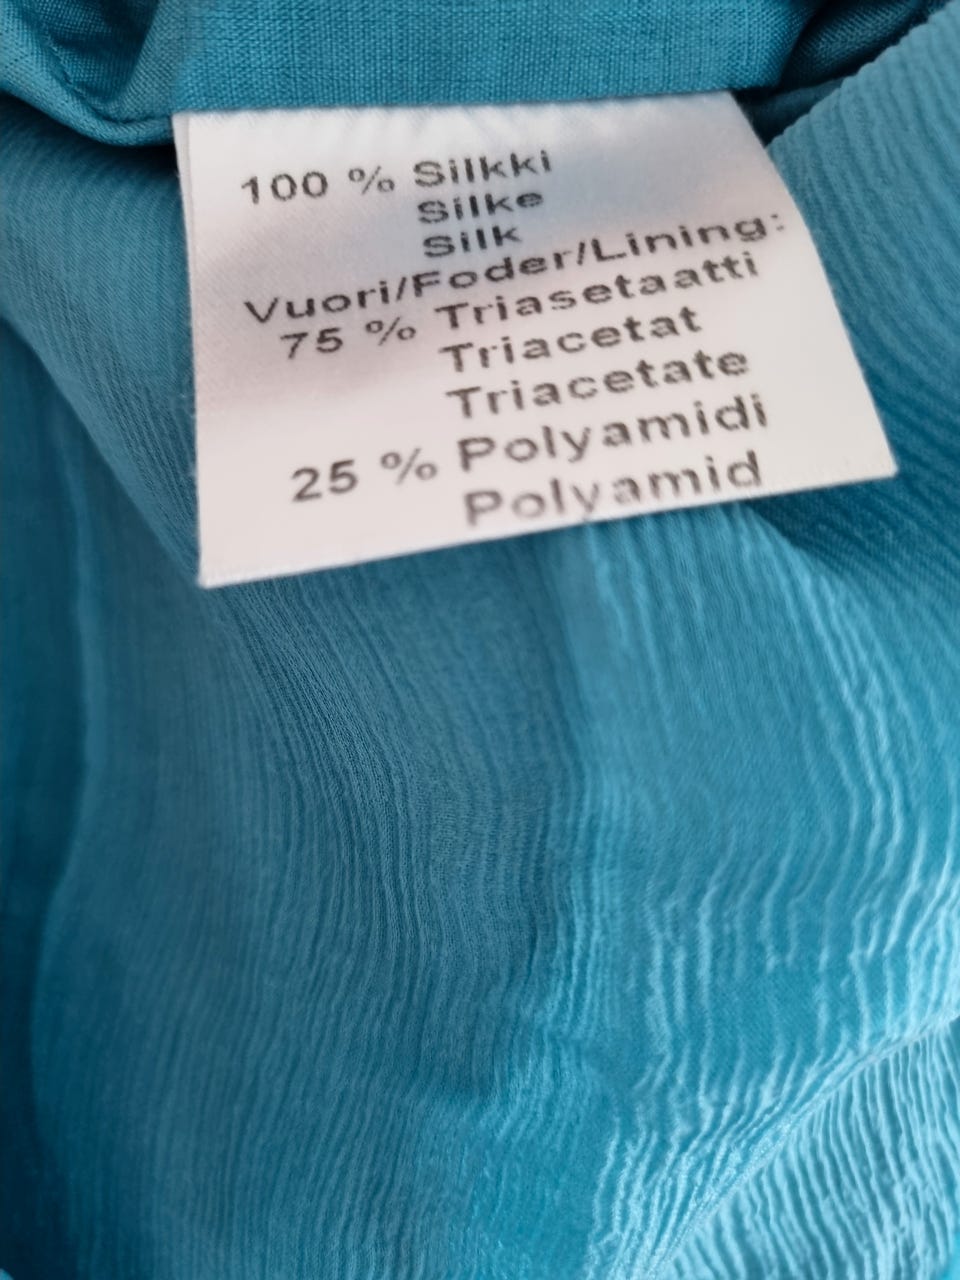 100 % Silkki
Silke
Silk
Vuori/Foder/Lining:
75 % Triasetaatti
Triacetat
Triacetate
25 % Polyamidi
Polyamid